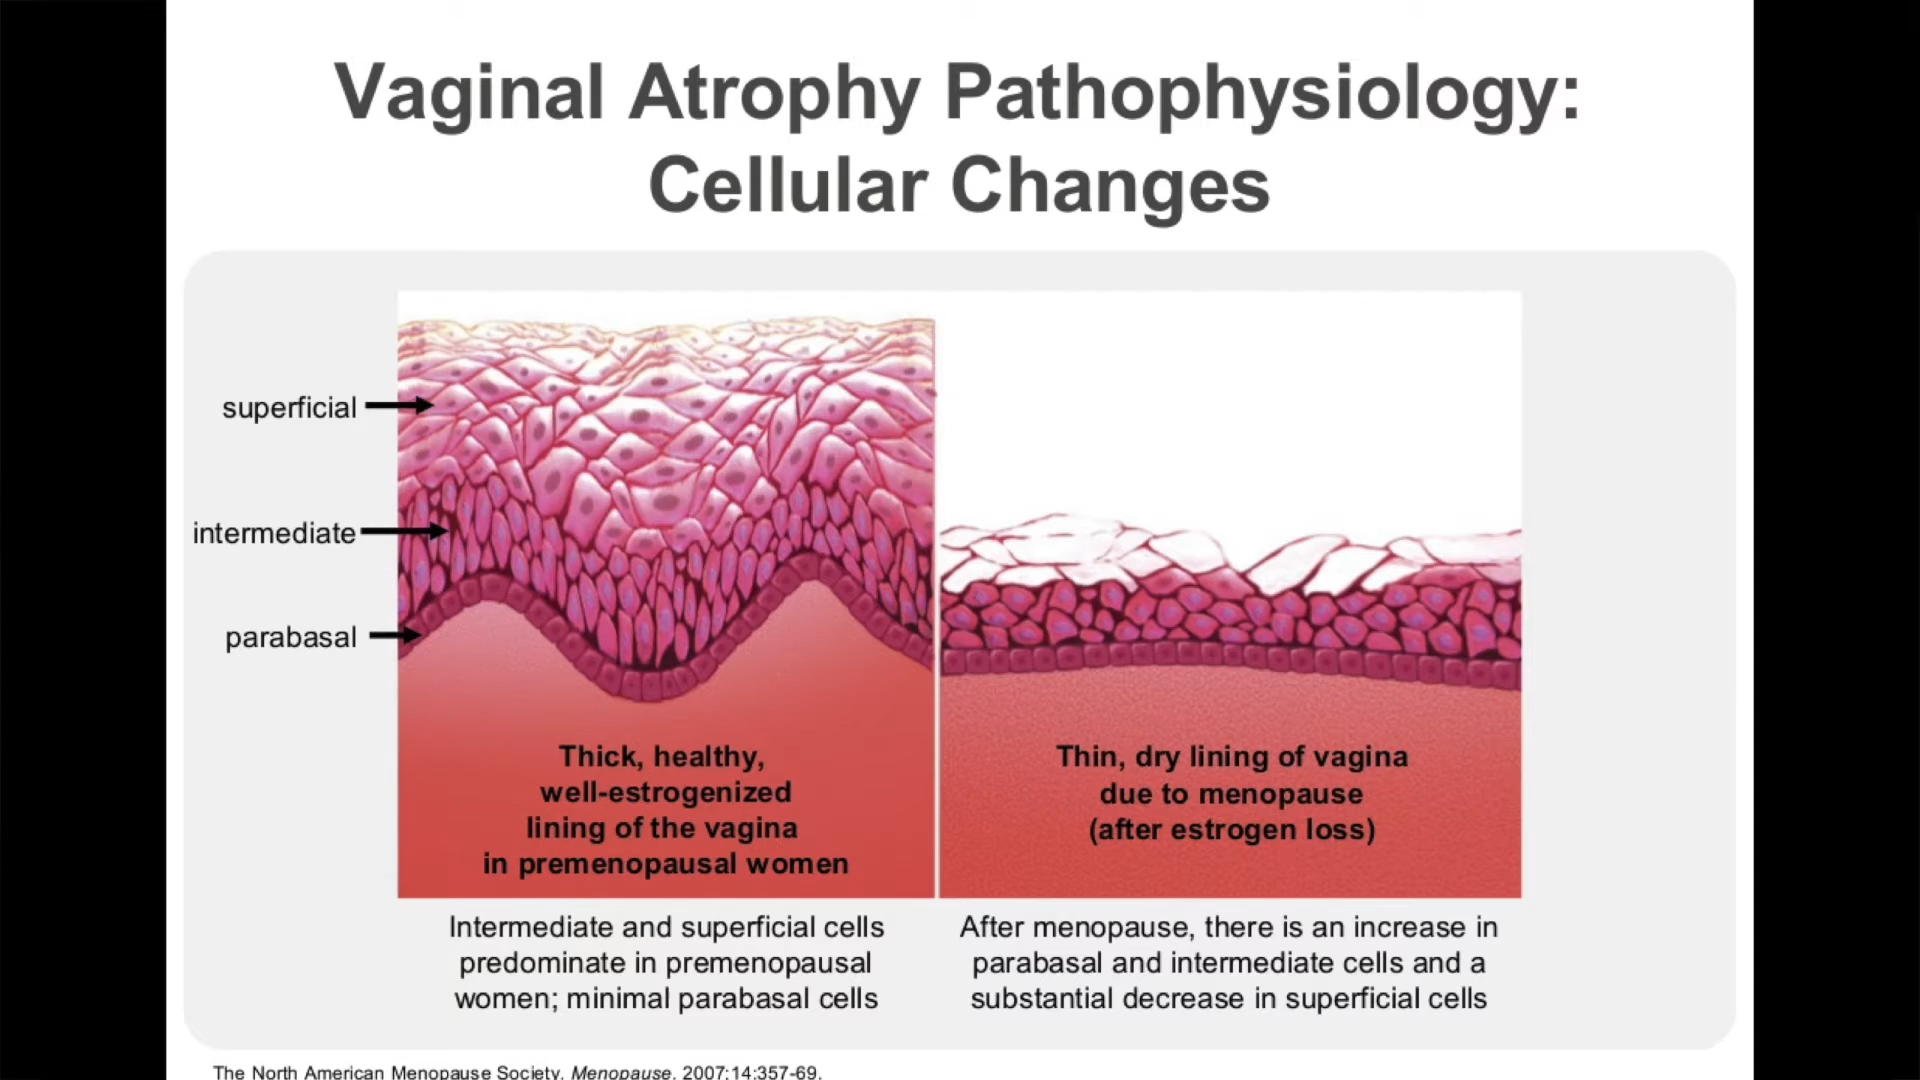 Vaginal Atrophy Pathophysiology:
Cellular Changes
superficial
intermediate
parabasal
Thick, healthy,
well-estrogenized
lining of the vagina
in premenopausal women
Thin, dry lining of vagina
due to menopause
(after estrogen loss)
Intermediate and superficial cells
predominate in premenopausal
women; minimal parabasal cells
After menopause, there is an increase in
parabasal and intermediate cells and a
substantial decrease in superficial cells
The North American Menopause Society. Menopause. 2007;14:357-69.